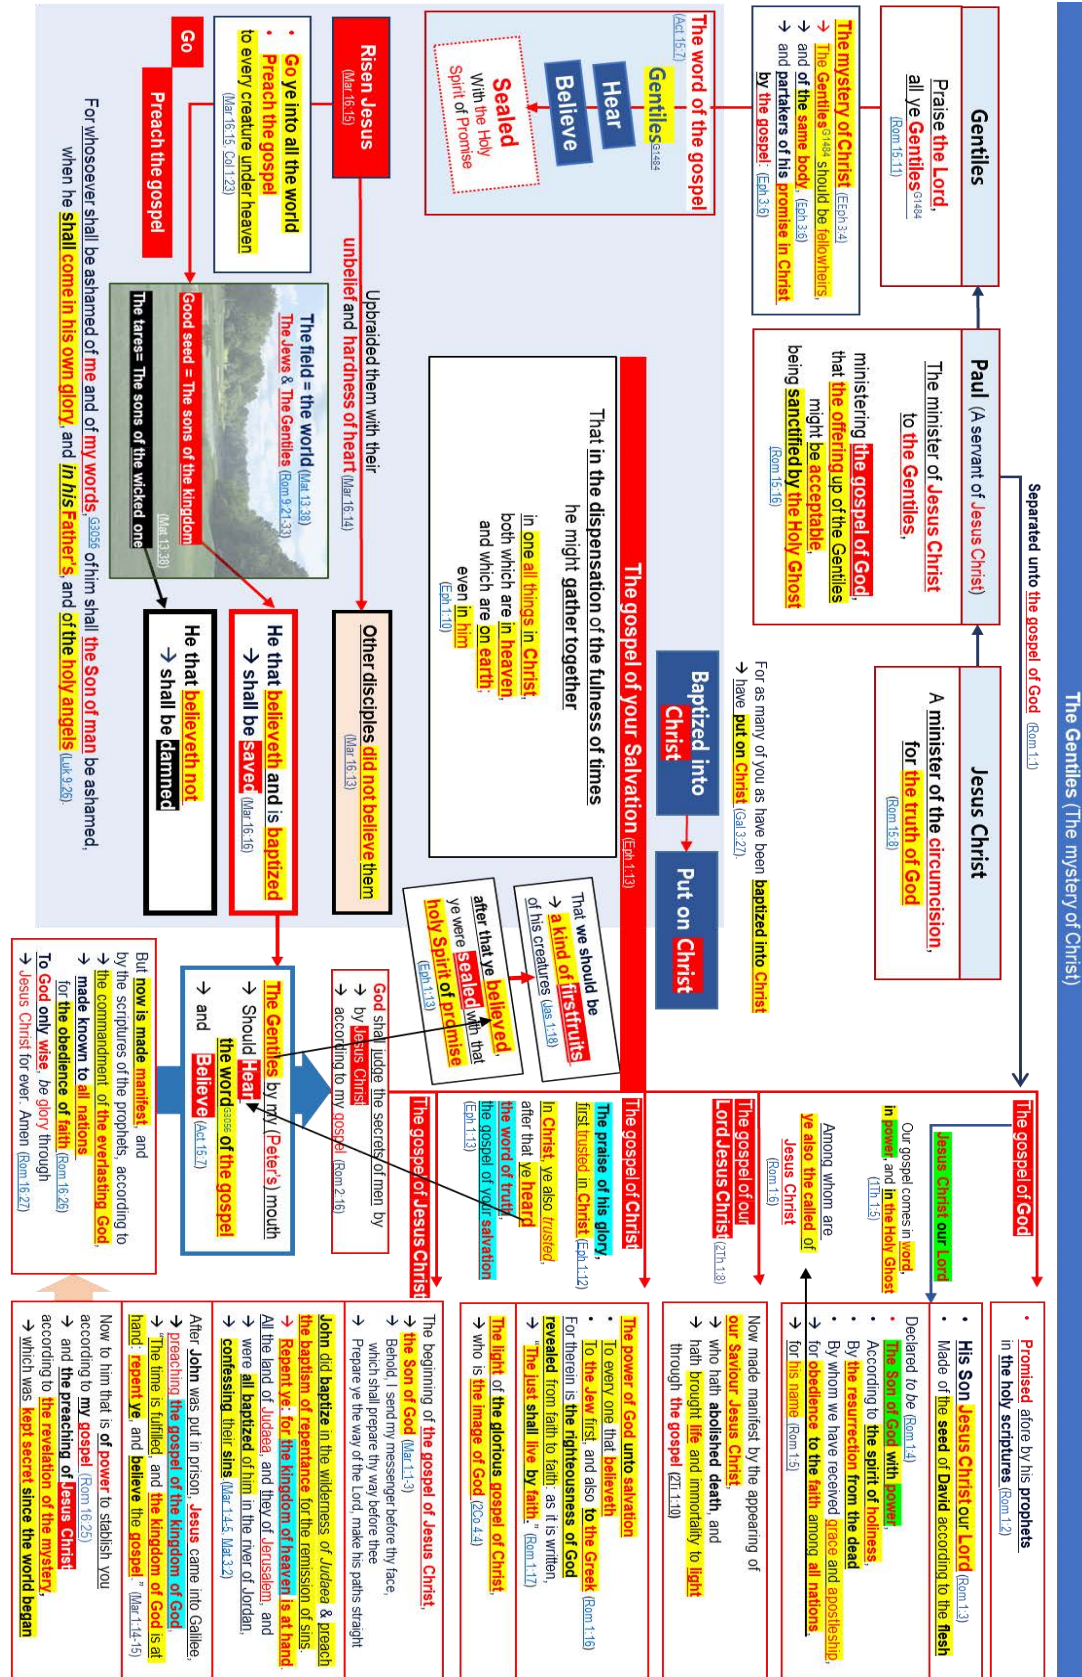 The Gentiles (The mystery of Christ)
Separated unto the gospel of God (Rom 1:1)
Gentiles
Praise the Lord,
all ye Gentiles G1484
(Rom 15:11)
Paul (A servant of Jesus Christ)
The minister of Jesus Christ
to the Gentiles,
ministering the gospel of God,
that the offering up of the Gentiles
might be acceptable,
being sanctified by the Holy Ghost
(Rom 15:16)
Jesus Christ
A minister of the circumcision,
for the truth of God
(Rom 15:8)
The mystery of Christ (EEph 3:4)
→ The Gentiles G1484 should be fellowheirs,
→ and of the same body, (Eph 3:6)
→ and partakers of his promise in Christ
by the gospel: (Eph 3:6)
The word of the gospel
(Act 15:7)
Gentiles G1484
Hear
Believe
Sealed
With the Holy
Spirit of Promise
For as many of you as have been baptized into Christ
→ have put on Christ (Gal 3:27).
Baptized into
Christ
Put on Christ
The gospel of your Salvation (Eph 1:13)
That in the dispensation of the fulness of times
he might gather together
in one all things in Christ,
both which are in heaven,
and which are on earth;
even in him
(Eph 1:10)
That we should be
→ a kind of firstfruits
of his creatures (Jas 1:18)
after that ye believed,
ye were sealed with that
holy Spirit of promise
(Eph 1:13)
Risen Jesus
(Mar 16:15)
Upbraided them with their
unbelief and hardness of heart (Mar 16:14)
Other disciples did not believe them
(Mar 16:13)
• Go ye into all the world
• Preach the gospel
to every creature under heaven
(Mar 16:15, Col 1:23)
Go
Preach the gospel
The field = the world (Mat 13:38)
The Jews & The Gentiles (Rom 9:21-33)
Good seed = The sons of the kingdom
The tares= The sons of the wicked one
(Mat 13:38)
He that believeth and is baptized
→ shall be saved (Mar 16:16)
He that believeth not
→ shall be damned
For whosoever shall be ashamed of me and of my words, G3056 of him shall the Son of man be ashamed,
when he shall come in his own glory, and in his Father's, and of the holy angels (Luk 9:26).
The gospel of God
Jesus Christ our Lord
Our gospel comes in word,
in power, and in the Holy Ghost
(1Th 1:5)
Among whom are
ye also the called of
Jesus Christ
(Rom 1:6)
• Promised afore by his prophets
in the holy scriptures (Rom 1:2)
• His Son Jesus Christ our Lord (Rom 1:3)
• Made of the seed of David according to the flesh
Declared to be (Rom 1:4)
• The Son of God with power,
• According to the spirit of holiness,
• By the resurrection from the dead
• By whom we have received grace and apostleship,
→ for obedience to the faith among all nations,
→ for his name (Rom 1:5)
The gospel of our
Lord Jesus Christ (2Th 1:8)
Now made manifest by the appearing of
our Saviour Jesus Christ,
→ who hath abolished death, and
→ hath brought life and immortality to light
through the gospel (2Ti 1:10)
The gospel of Christ
The praise of his glory,
first trusted in Christ (Eph 1:12)
In Christ, ye also trusted,
after that ye heard
the word of truth,
the gospel of your salvation
(Eph 1:13)
The power of God unto salvation
• To every one that believeth
• To the Jew first, and also to the Greek (Rom 1:16)
For therein is the righteousness of God
revealed from faith to faith: as it is written,
→ "The just shall live by faith." (Rom 1:17)
The light of the glorious gospel of Christ,
→ who is the image of God (2Co 4:4)
The gospel of Jesus Christ
God shall judge the secrets of men by
→ by Jesus Christ
→ according to my gospel (Rom 2:16)
The beginning of the gospel of Jesus Christ,
→ the Son of God (Mar 1:1-3)
→ Behold, I send my messenger before thy face,
which shall prepare thy way before thee
→ Prepare ye the way of the Lord, make his paths straight
John did baptize in the wilderness of Judaea & preach
the baptism of repentance for the remission of sins.
→ Repent ye: for the kingdom of heaven is at hand.
All the land of Judaea, and they of Jerusalem, and
→ were all baptized of him in the river of Jordan,
→ confessing their sins (Mar 1:4-5, Mat 3:2)
After John was put in prison, Jesus came into Galilee,
→ preaching the gospel of the kingdom of God,
→ "The time is fulfilled, and the kingdom of God is at
hand: repent ye, and believe the gospel." (Mar 1:14-15)
The Gentiles by my (Peter's) mouth
→ Should Hear
the word G3056 of the gospel
→ and Believe (Act 15:7)
But now is made manifest, and
by the scriptures of the prophets, according to
→ the commandment of the everlasting God,
→ made known to all nations
for the obedience of faith (Rom 16:26)
To God only wise, be glory through
→ Jesus Christ for ever. Amen (Rom 16:27)
Now to him that is of power to stablish you
according to my gospel (Rom 16:25)
→ and the preaching of Jesus Christ
according to the revelation of the mystery,
→ which was kept secret since the world began